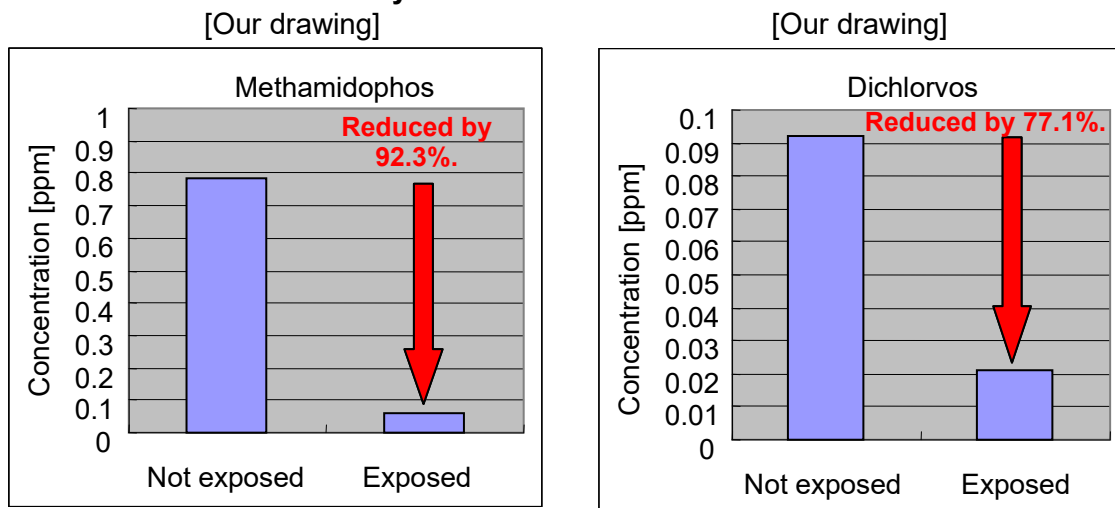 [Our drawing]
Methamidophos
Reduced by
92.3%.
Concentration [ppm]
1
0.9
0.8
0.7
0.6
0.5
0.4
0.3
0.2
0.1
0
Not exposed Exposed
[Our drawing]
Dichlorvos
Reduced by 77.1%.
Concentration [ppm]
0.1
0.09
0.08
0.07
0.06
0.05
0.04
0.03
0.02
0.01
0
Not exposed Exposed